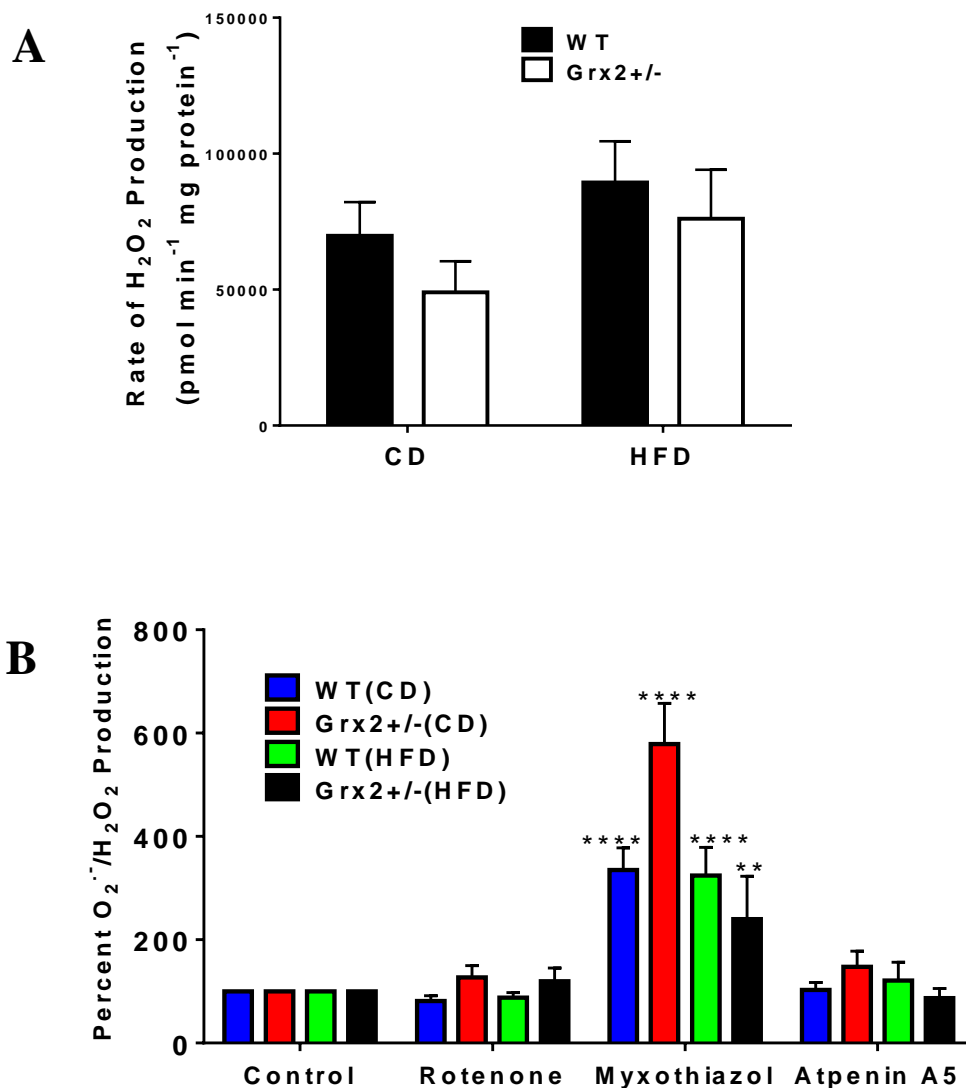 A
Rate of H₂O₂ Production
(pmol min⁻¹ mg protein⁻¹)
150000
100000
50000
0
WT
Grx2+/-
CD HFD
B
Percent O₂·⁻/H₂O₂ Production
800
600
400
200
0
WT(CD)
Grx2+/-(CD)
WT(HFD)
Grx2+/-(HFD)
****
**** ****
**
Control Rotenone Myxothiazol Atpenin A5